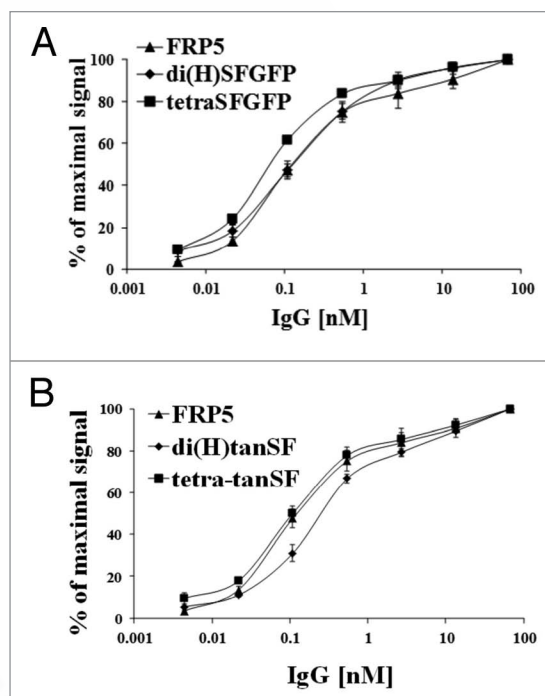 A
FRP5
di(H)SFGFP
tetraSFGFP
% of maximal signal
100
80
60
40
20
0
0.001 0.01 0.1 1 10 100
IgG [nM]
B
FRP5
di(H)tanSF
tetra-tanSF
% of maximal signal
100
80
60
40
20
0
0.001 0.01 0.1 1 10 100
IgG [nM]